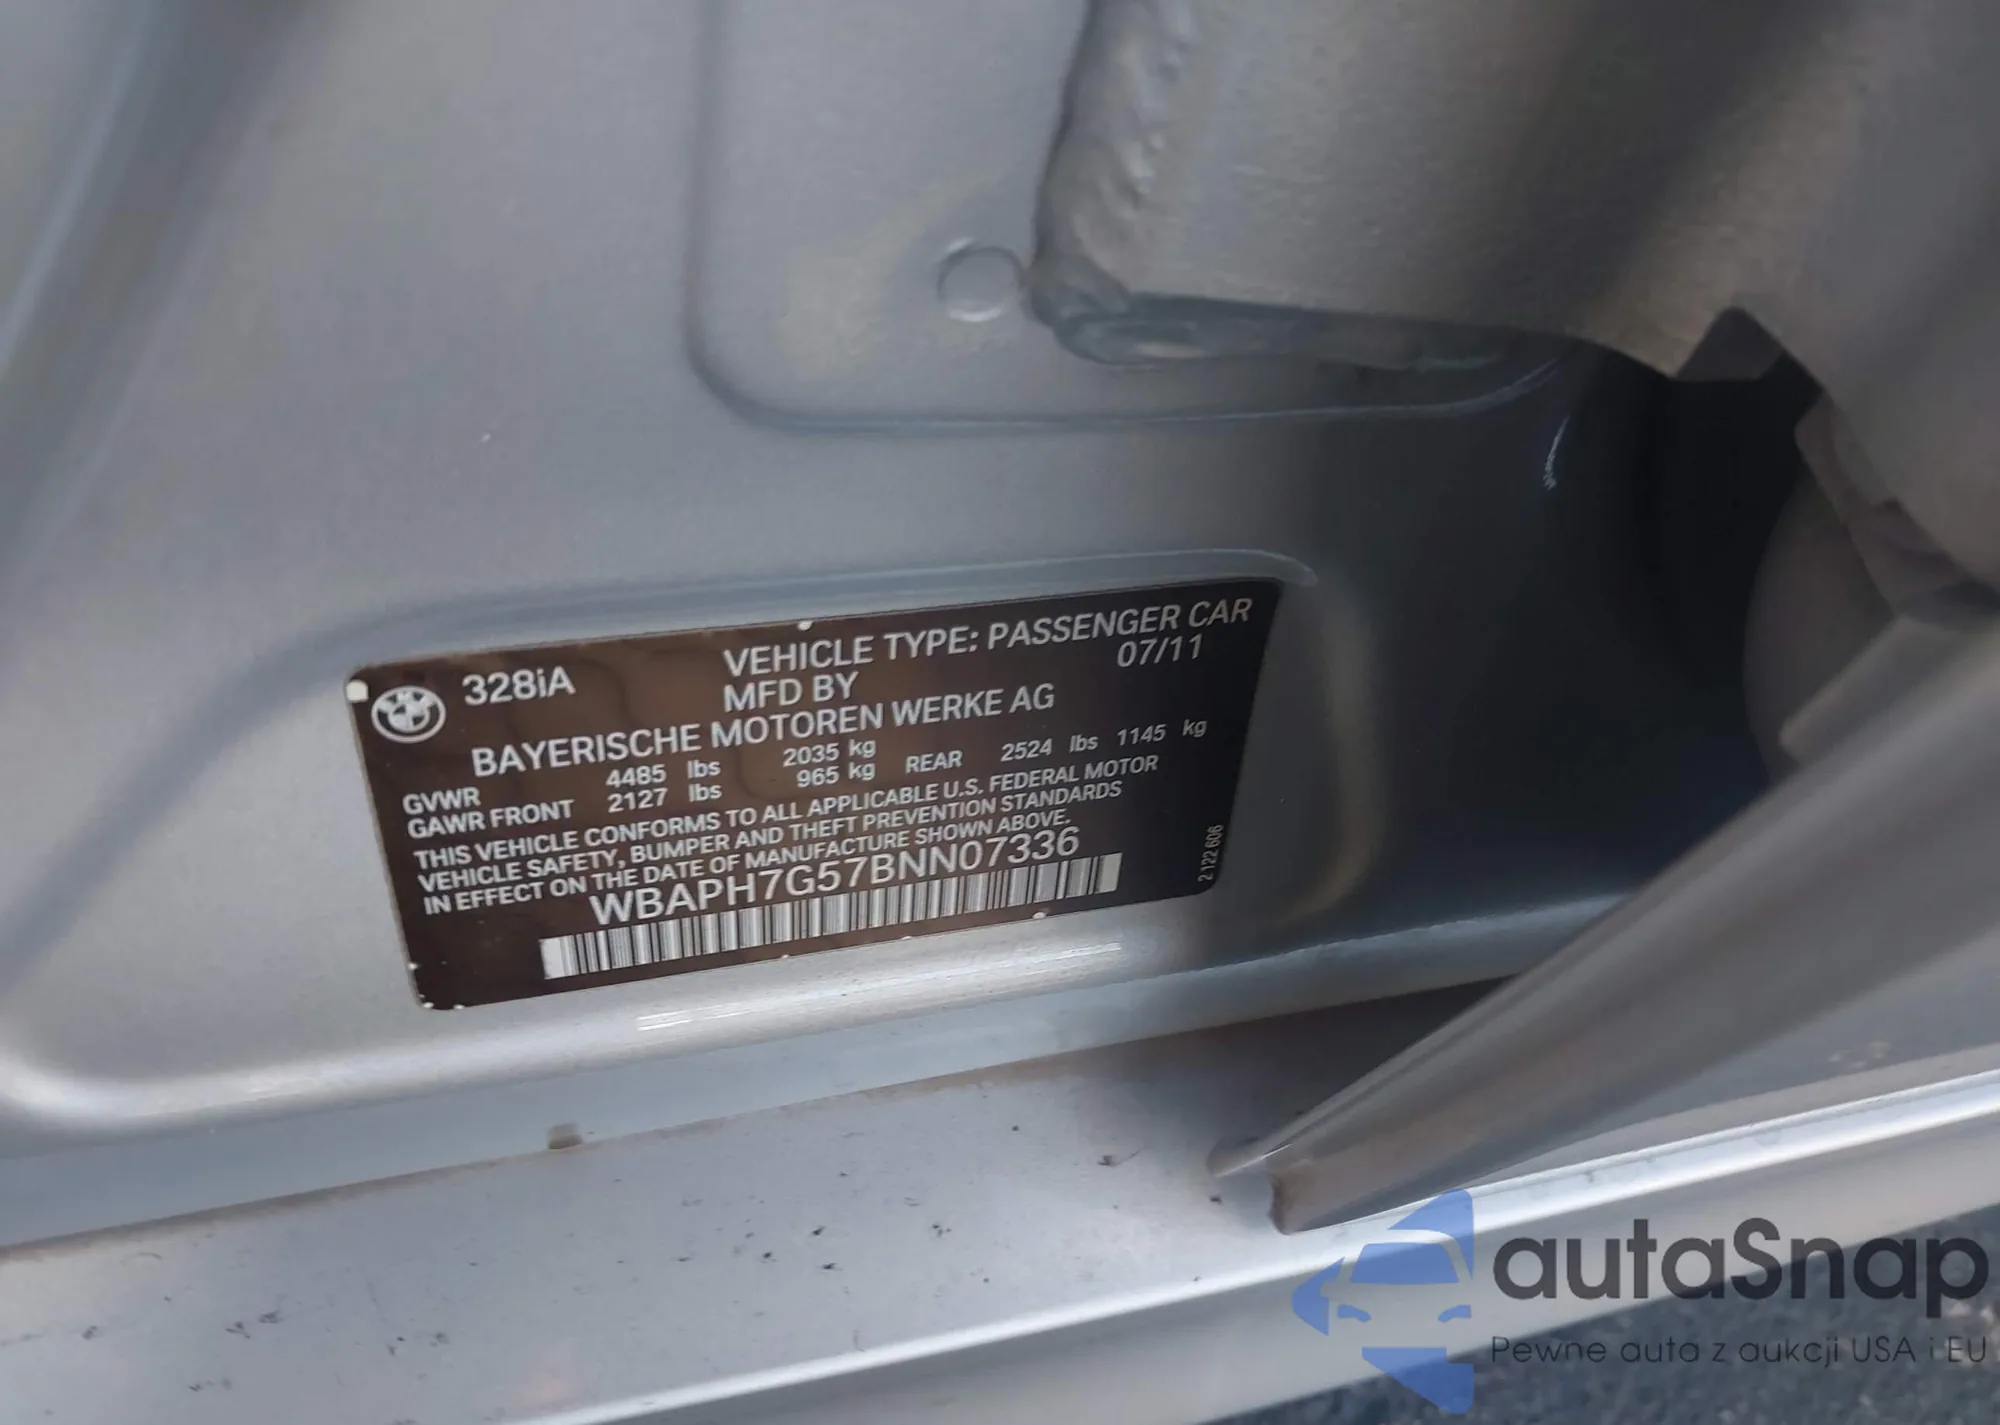 328iA
VEHICLE TYPE: PASSENGER CAR
MFD BY 07/11
BAYERISCHE MOTOREN WERKE AG
GVWR 4485 lbs 2035 kg
GAWR FRONT 2127 lbs 965 kg REAR 2524 lbs 1145 kg
THIS VEHICLE CONFORMS TO ALL APPLICABLE U.S. FEDERAL MOTOR
VEHICLE SAFETY, BUMPER AND THEFT PREVENTION STANDARDS
IN EFFECT ON THE DATE OF MANUFACTURE SHOWN ABOVE.
WBAPH7G57BNN07336
2 122 606
autaSnap
Pewne auta z aukcji USA i EU